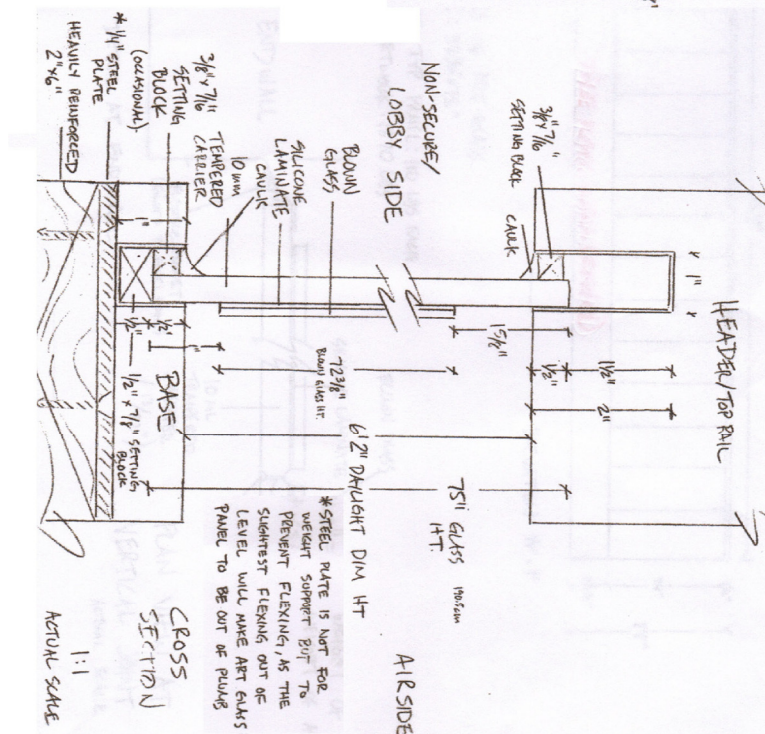 HEADER/TOP RAIL
1"
1 1/2"
2"
1/2"
1 5/8"
3/8" x 7/16"
SETTING BLOCK
CAULK
NON-SECURE/
LOBBY SIDE
AIRSIDE
75" GLASS
HT.
190.5cm
6'2" DAYLIGHT DIM HT
72 3/8"
BLOWN GLASS HT.
BLOWN
GLASS
SILICONE
LAMINATE
CAULK
10mm
TEMPERED
CARRIER
3/8" x 7/16"
SETTING
BLOCK
(OCCASIONAL)
* 1/4" STEEL
PLATE
HEAVILY REINFORCED
2"x6"
1"
1"
1/2"
1/2"
1/2" x 7/8" SETTING
BLOCK
BASE
*STEEL PLATE IS NOT FOR
WEIGHT SUPPORT BUT TO
PREVENT FLEXING, AS THE
SLIGHTEST FLEXING OUT OF
LEVEL WILL MAKE ART GLASS
PANEL TO BE OUT OF PLUMB
CROSS
SECTION
1:1
ACTUAL SCALE